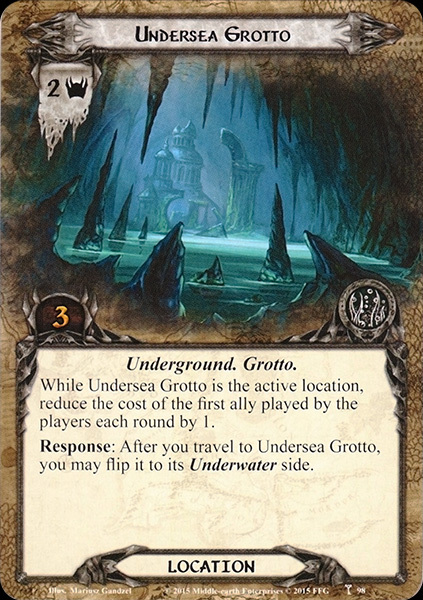 UNDERSEA GROTTO
2
3
Underground. Grotto.
While Undersea Grotto is the active location,
reduce the cost of the first ally played by the
players each round by 1.
Response: After you travel to Undersea Grotto,
you may flip it to its Underwater side.
LOCATION
Illus. Mariusz Gandzel © 2015 Middle-earth Enterprises © 2015 FFG 98